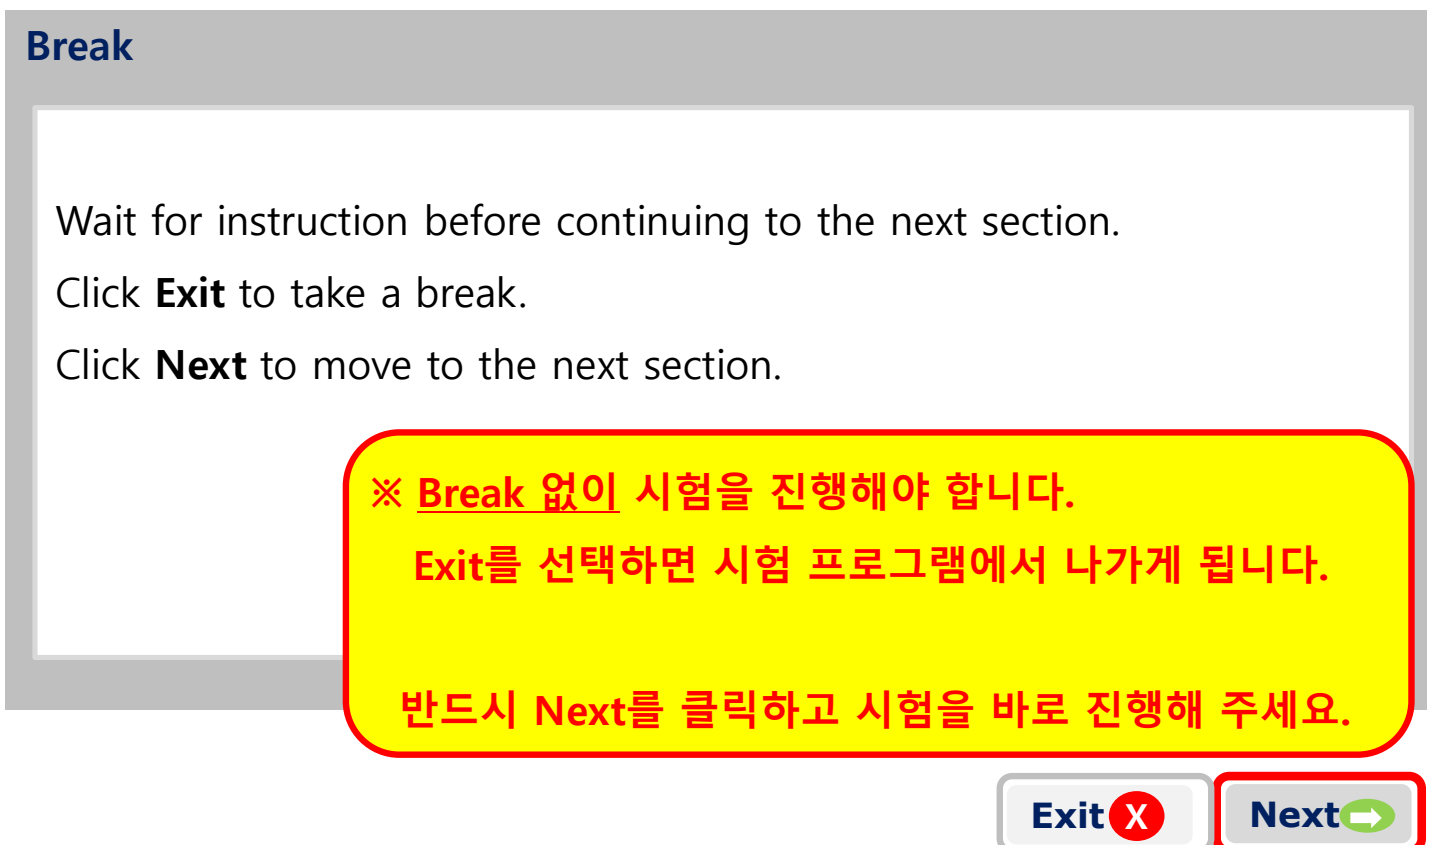 Break
Wait for instruction before continuing to the next section.
Click Exit to take a break.
Click Next to move to the next section.
※ Break 없이 시험을 진행해야 합니다.
Exit를 선택하면 시험 프로그램에서 나가게 됩니다.
반드시 Next를 클릭하고 시험을 바로 진행해 주세요.
Exit X Next